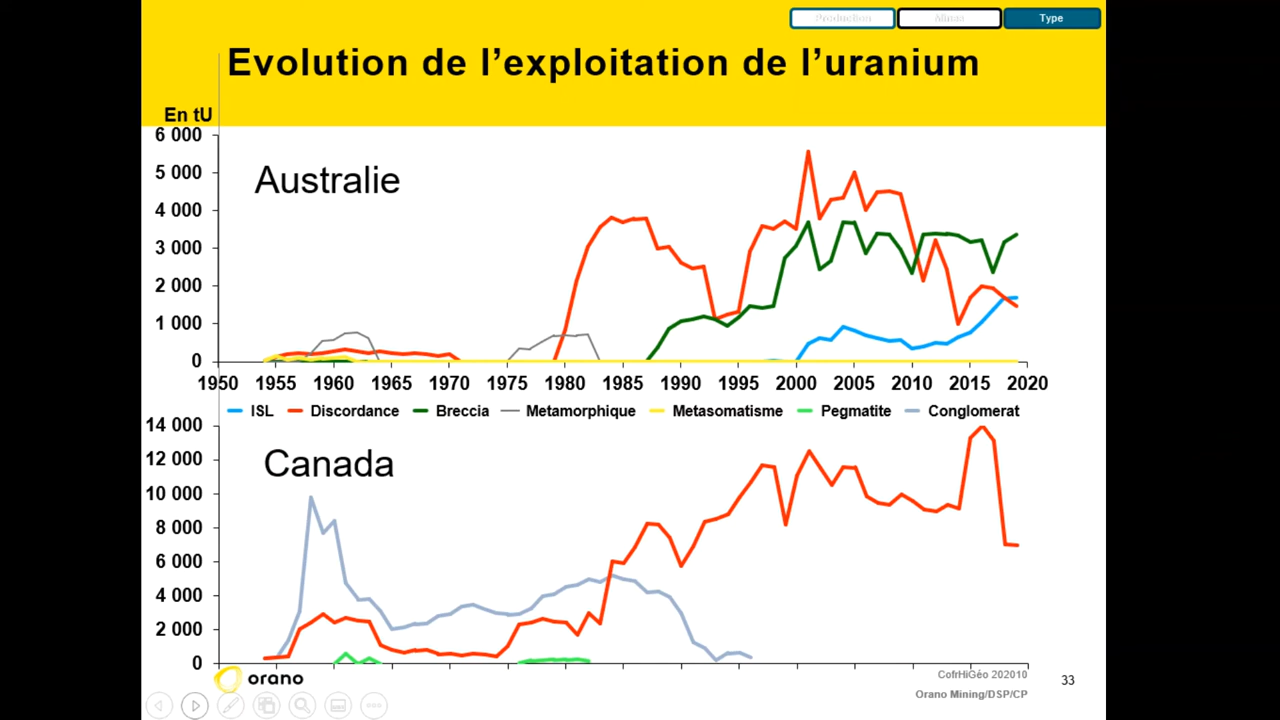 Production Mines Type
Evolution de l’exploitation de l’uranium
En tU
6 000
5 000
4 000
3 000
2 000
1 000
0
Australie
1950 1955 1960 1965 1970 1975 1980 1985 1990 1995 2000 2005 2010 2015 2020
ISL Discordance Breccia Metamorphique Metasomatisme Pegmatite Conglomerat
14 000
12 000
10 000
8 000
6 000
4 000
2 000
0
Canada
orano
CofrHiGéo 202010
Orano Mining/DSP/CP
33